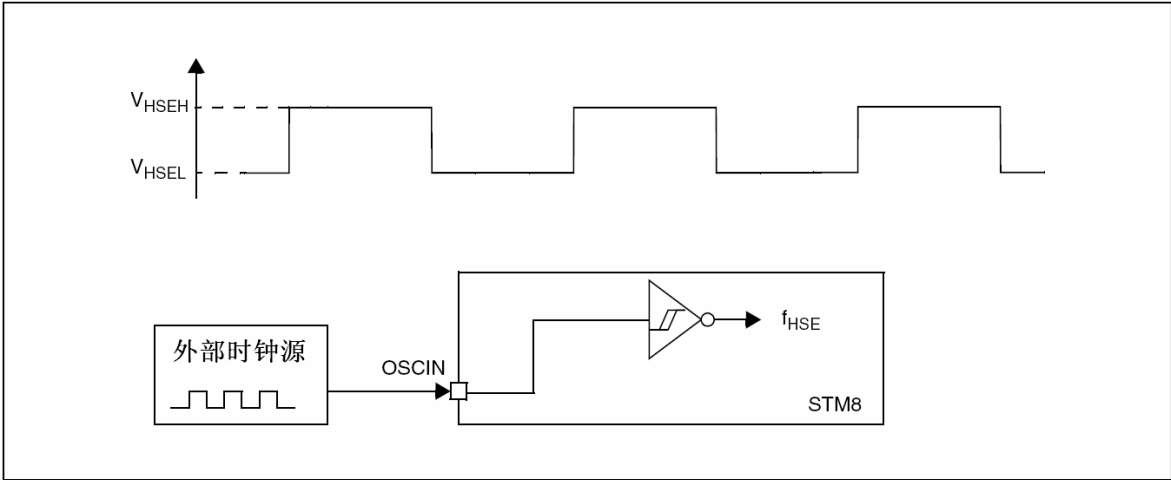 VHSEH
VHSEL
外部时钟源
OSCIN
fHSE
STM8